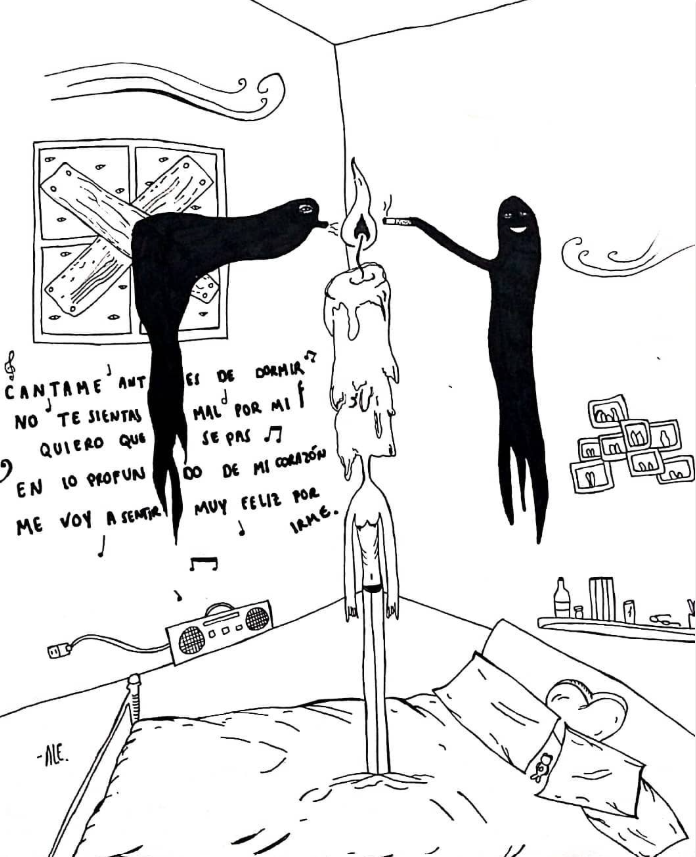 CANTAME ANTES DE DORMIR
NO TE SIENTAS MAL POR MI
QUIERO QUE SEPAS
EN LO PROFUNDO DE MI CORAZÓN
ME VOY A SENTIR MUY FELIZ POR
IRME.
-ALE.
30